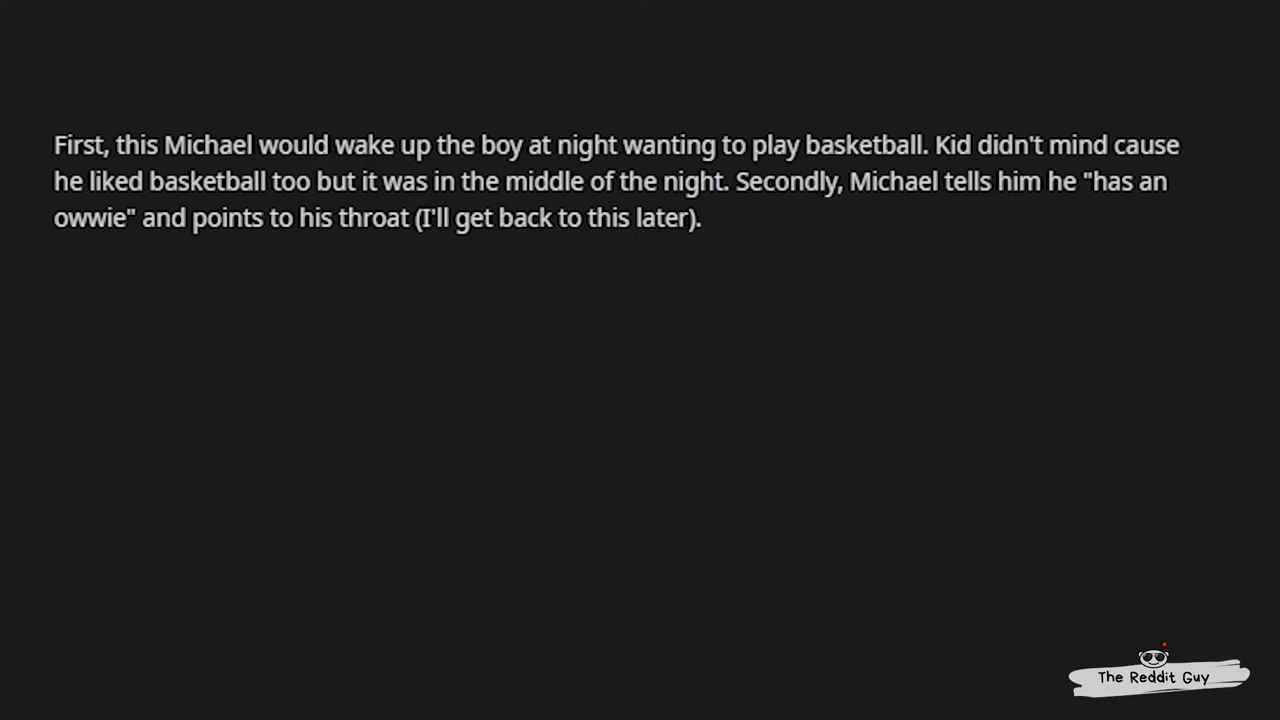 First, this Michael would wake up the boy at night wanting to play basketball. Kid didn't mind cause
he liked basketball too but it was in the middle of the night. Secondly, Michael tells him he "has an
owwie" and points to his throat (I'll get back to this later).
The Reddit Guy